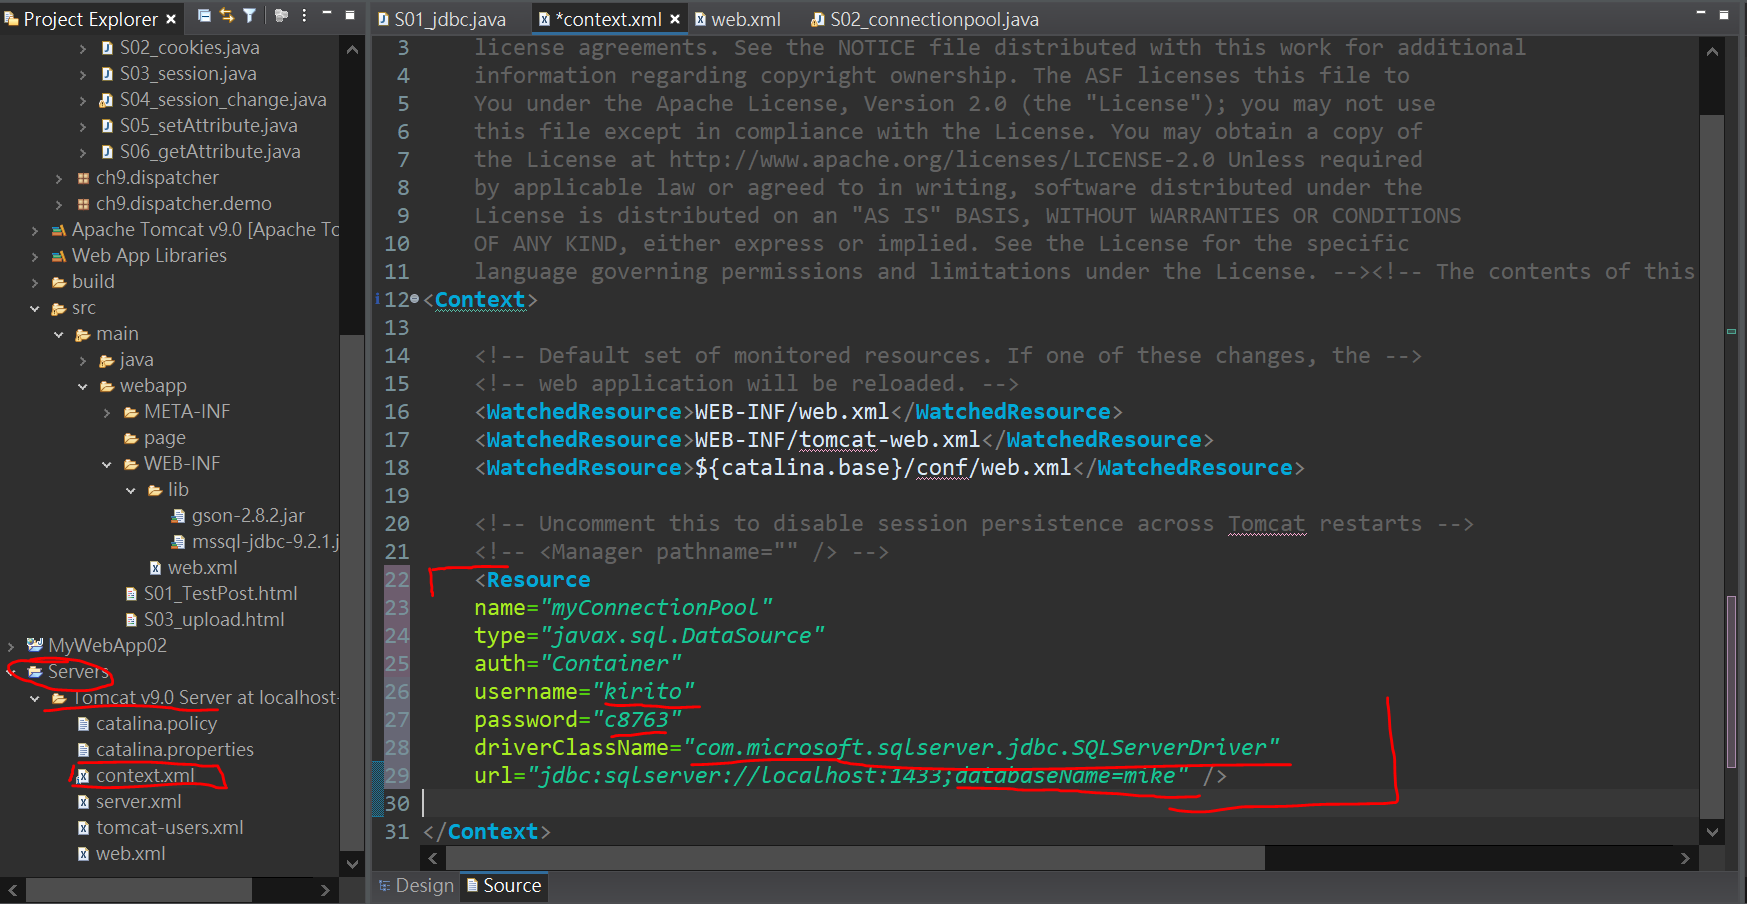 Project Explorer
S02_cookies.java
S03_session.java
S04_session_change.java
S05_setAttribute.java
S06_getAttribute.java
ch9.dispatcher
ch9.dispatcher.demo
Apache Tomcat v9.0 [Apache To
Web App Libraries
build
src
main
java
webapp
META-INF
page
WEB-INF
lib
gson-2.8.2.jar
mssql-jdbc-9.2.1.j
web.xml
S01_TestPost.html
S03_upload.html
MyWebApp02
Servers
Tomcat v9.0 Server at localhost-
catalina.policy
catalina.properties
context.xml
server.xml
tomcat-users.xml
web.xml
S01_jdbc.java
*context.xml
web.xml
S02_connectionpool.java
3 license agreements. See the NOTICE file distributed with this work for additional
4 information regarding copyright ownership. The ASF licenses this file to
5 You under the Apache License, Version 2.0 (the "License"); you may not use
6 this file except in compliance with the License. You may obtain a copy of
7 the License at http://www.apache.org/licenses/LICENSE-2.0 Unless required
8 by applicable law or agreed to in writing, software distributed under the
9 License is distributed on an "AS IS" BASIS, WITHOUT WARRANTIES OR CONDITIONS
10 OF ANY KIND, either express or implied. See the License for the specific
11 language governing permissions and limitations under the License. --><!-- The contents of this
12 <Context>
13
14 <!-- Default set of monitored resources. If one of these changes, the -->
15 <!-- web application will be reloaded. -->
16 <WatchedResource>WEB-INF/web.xml</WatchedResource>
17 <WatchedResource>WEB-INF/tomcat-web.xml</WatchedResource>
18 <WatchedResource>${catalina.base}/conf/web.xml</WatchedResource>
19
20 <!-- Uncomment this to disable session persistence across Tomcat restarts -->
21 <!-- <Manager pathname="" /> -->
22 <Resource
23 name="myConnectionPool"
24 type="javax.sql.DataSource"
25 auth="Container"
26 username="kirito"
27 password="c8763"
28 driverClassName="com.microsoft.sqlserver.jdbc.SQLServerDriver"
29 url="jdbc:sqlserver://localhost:1433;databaseName=mike" />
30
31 </Context>
Design
Source